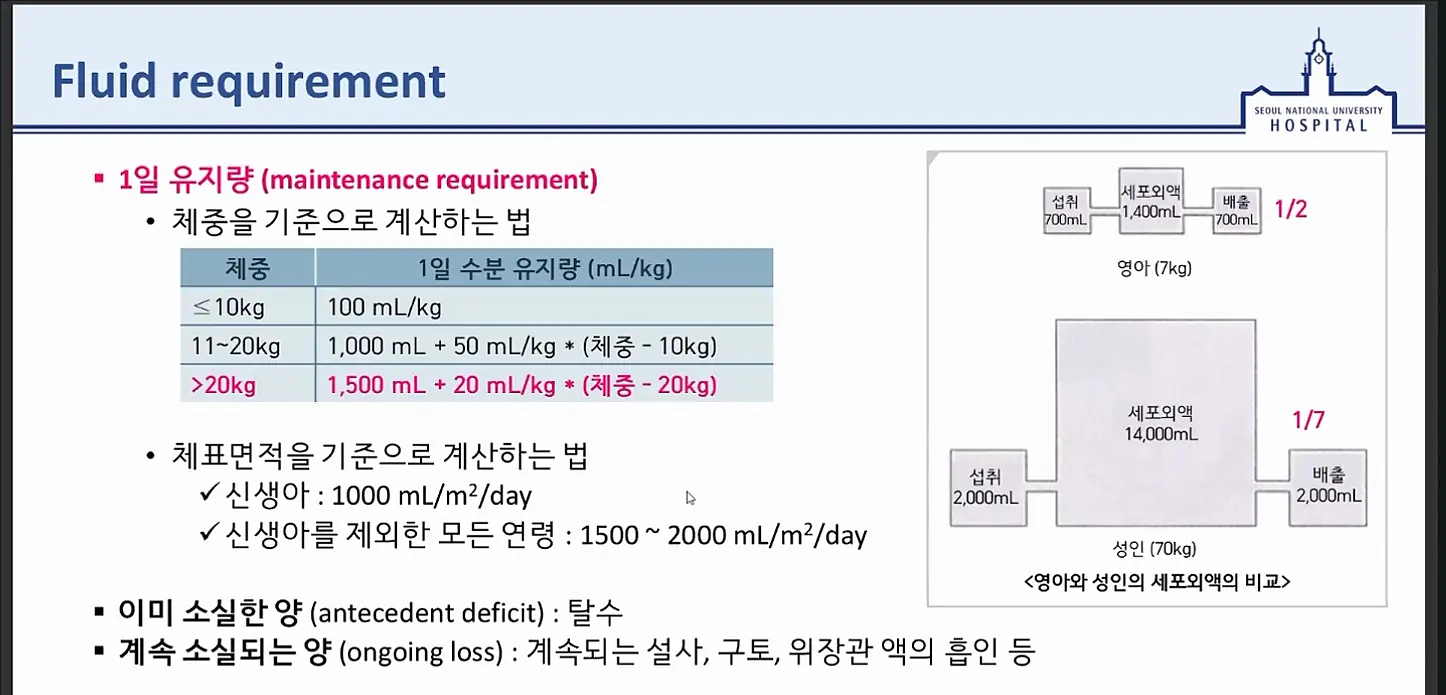 Fluid requirement
SEOUL NATIONAL UNIVERSITY
HOSPITAL
▪ 1일 유지량 (maintenance requirement)
• 체중을 기준으로 계산하는 법
체중 1일 수분 유지량 (mL/kg)
≤10kg 100 mL/kg
11~20kg 1,000 mL + 50 mL/kg * (체중 - 10kg)
>20kg 1,500 mL + 20 mL/kg * (체중 - 20kg)
• 체표면적을 기준으로 계산하는 법
✓신생아 : 1000 mL/m²/day
✓신생아를 제외한 모든 연령 : 1500 ~ 2000 mL/m²/day
▪ 이미 소실한 양 (antecedent deficit) : 탈수
▪ 계속 소실되는 양 (ongoing loss) : 계속되는 설사, 구토, 위장관 액의 흡인 등
섭취
700mL
세포외액
1,400mL
배출
700mL
1/2
영아 (7kg)
세포외액
14,000mL
1/7
섭취
2,000mL
배출
2,000mL
성인 (70kg)
<영아와 성인의 세포외액의 비교>